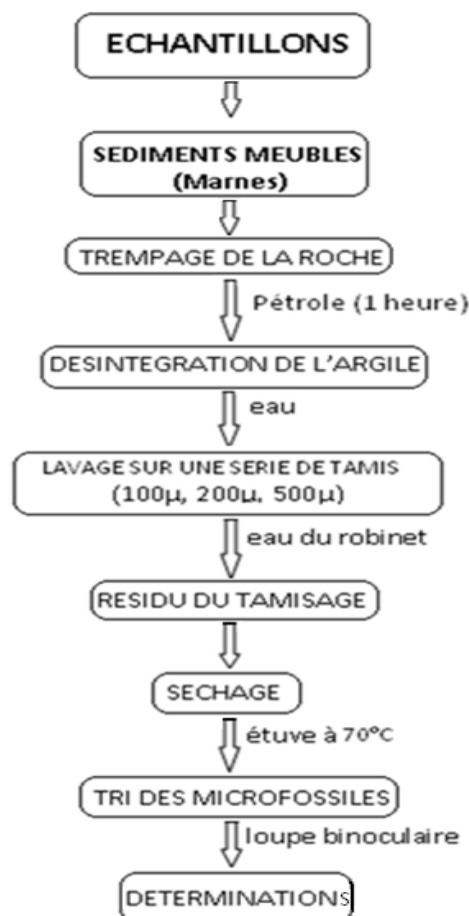 ECHANTILLONS
SEDIMENTS MEUBLES
(Marnes)
TREMPAGE DE LA ROCHE
Pétrole (1 heure)
DESINTEGRATION DE L'ARGILE
eau
LAVAGE SUR UNE SERIE DE TAMIS
(100µ, 200µ, 500µ)
eau du robinet
RESIDU DU TAMISAGE
SECHAGE
étuve à 70°C
TRI DES MICROFOSSILES
loupe binoculaire
DETERMINATIONS